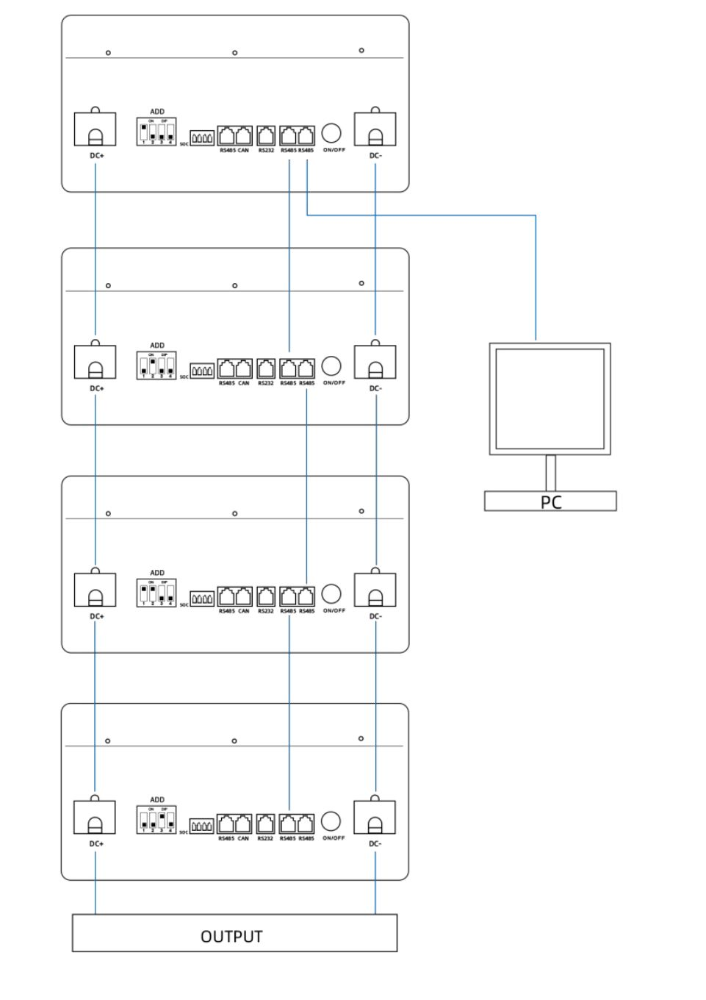 ADD
ON DIP
1 2 3 4
SOC
RS485 CAN RS232 RS485 RS485 ON/OFF
DC+ DC-
ADD
ON DIP
1 2 3 4
SOC
RS485 CAN RS232 RS485 RS485 ON/OFF
DC+ DC-
PC
ADD
ON DIP
1 2 3 4
SOC
RS485 CAN RS232 RS485 RS485 ON/OFF
DC+ DC-
ADD
ON DIP
1 2 3 4
SOC
RS485 CAN RS232 RS485 RS485 ON/OFF
DC+ DC-
OUTPUT